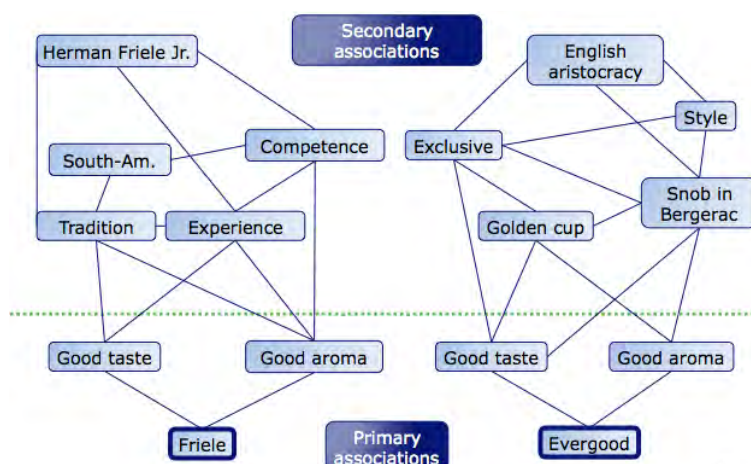 Secondary
associations
Herman Friele Jr.
English
aristocracy
Style
South-Am.
Competence
Exclusive
Snob in
Bergerac
Tradition
Experience
Golden cup
Good taste
Good aroma
Good taste
Good aroma
Friele
Primary
associations
Evergood